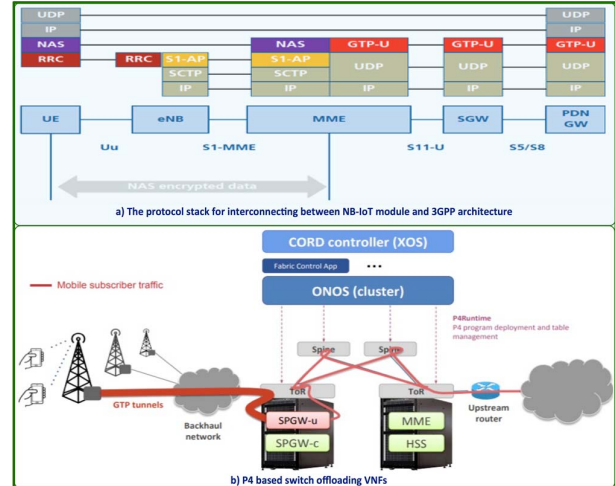 UDP UDP
IP IP
NAS NAS GTP-U GTP-U GTP-U
RRC RRC S1-AP S1-AP UDP UDP UDP
SCTP SCTP
IP IP IP IP IP
UE eNB MME SGW PDN GW
Uu S1-MME S11-U S5/S8
NAS encrypted data
a) The protocol stack for interconnecting between NB-IoT module and 3GPP architecture
CORD controller (XOS)
Fabric Control App ...
Mobile subscriber traffic
ONOS (cluster)
P4Runtime
P4 program deployment and table
management
Spine Spine
ToR ToR
GTP tunnels
Backhaul
network
Upstream
router
SPGW-u MME
SPGW-c HSS
b) P4 based switch offloading VNFs